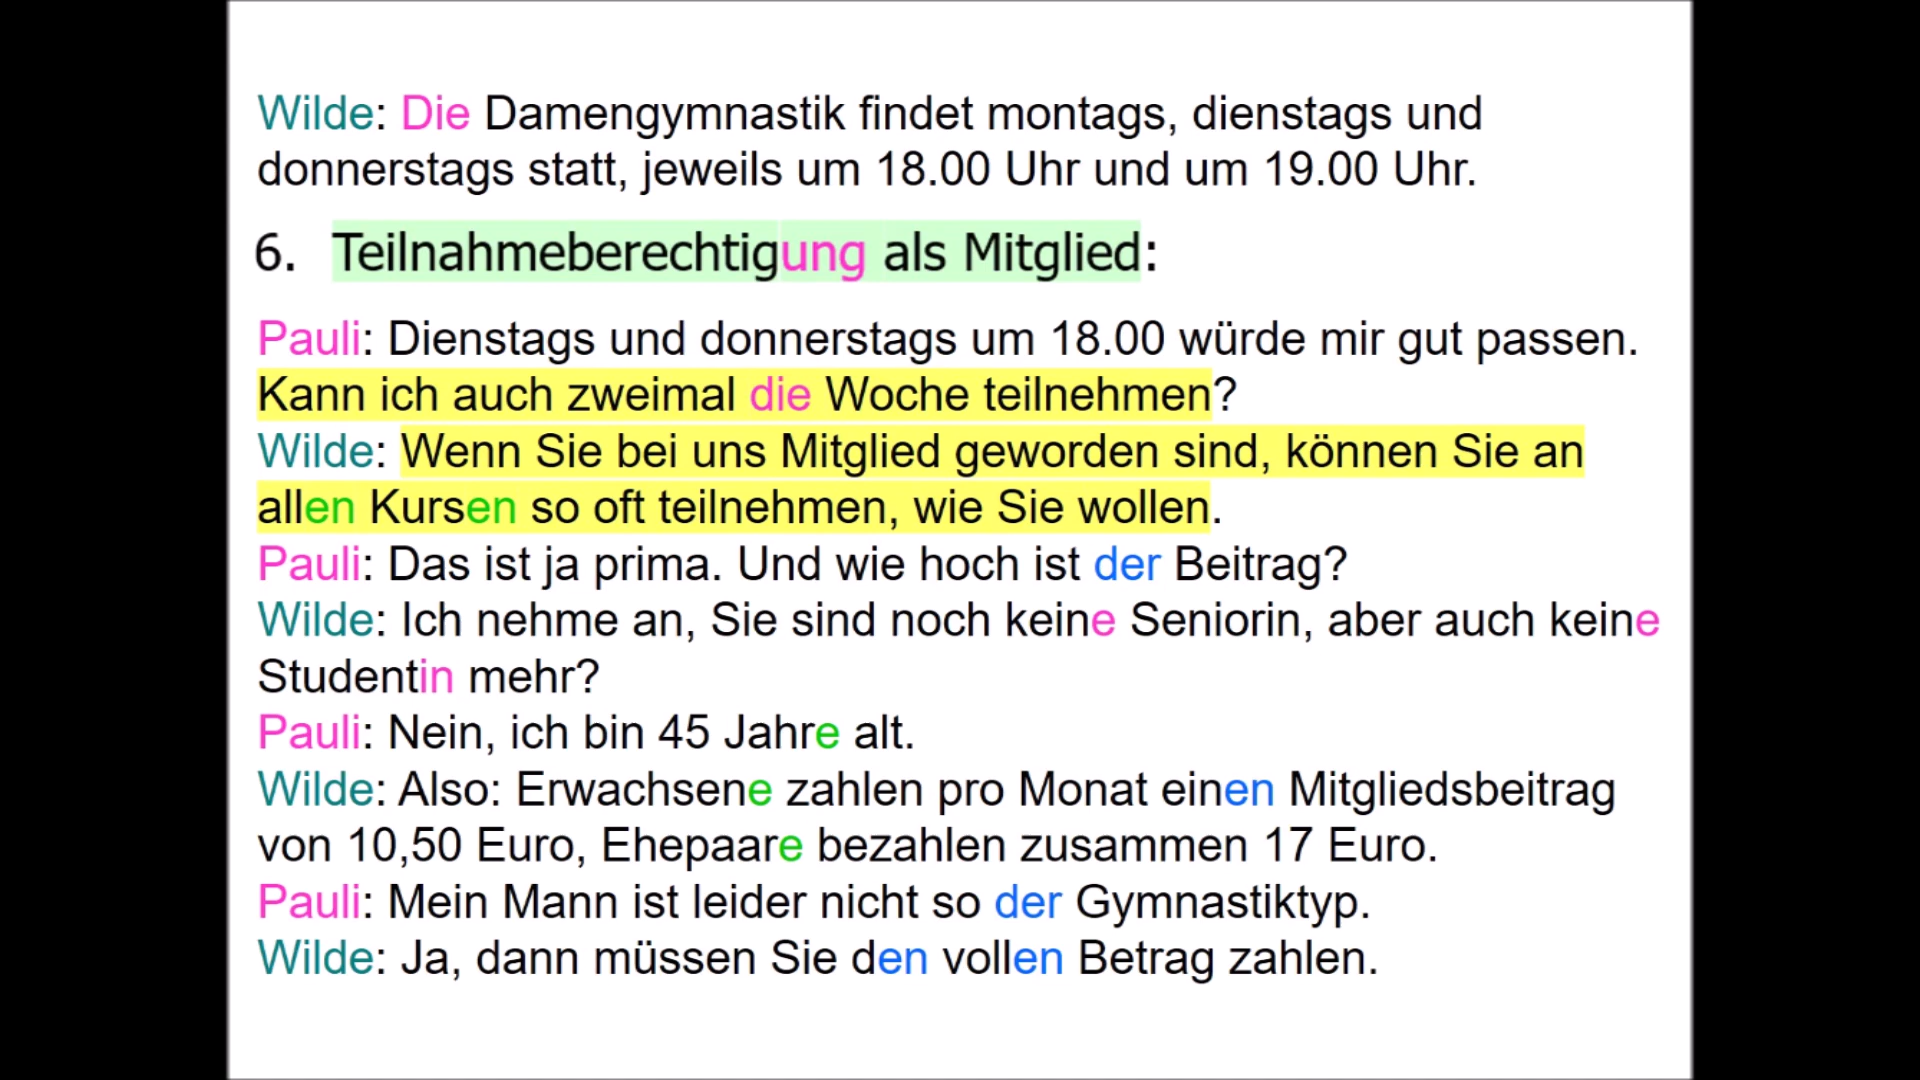 Wilde: Die Damengymnastik findet montags, dienstags und
donnerstags statt, jeweils um 18.00 Uhr und um 19.00 Uhr.
6. Teilnahmeberechtigung als Mitglied:
Pauli: Dienstags und donnerstags um 18.00 würde mir gut passen.
Kann ich auch zweimal die Woche teilnehmen?
Wilde: Wenn Sie bei uns Mitglied geworden sind, können Sie an
allen Kursen so oft teilnehmen, wie Sie wollen.
Pauli: Das ist ja prima. Und wie hoch ist der Beitrag?
Wilde: Ich nehme an, Sie sind noch keine Seniorin, aber auch keine
Studentin mehr?
Pauli: Nein, ich bin 45 Jahre alt.
Wilde: Also: Erwachsene zahlen pro Monat einen Mitgliedsbeitrag
von 10,50 Euro, Ehepaare bezahlen zusammen 17 Euro.
Pauli: Mein Mann ist leider nicht so der Gymnastiktyp.
Wilde: Ja, dann müssen Sie den vollen Betrag zahlen.